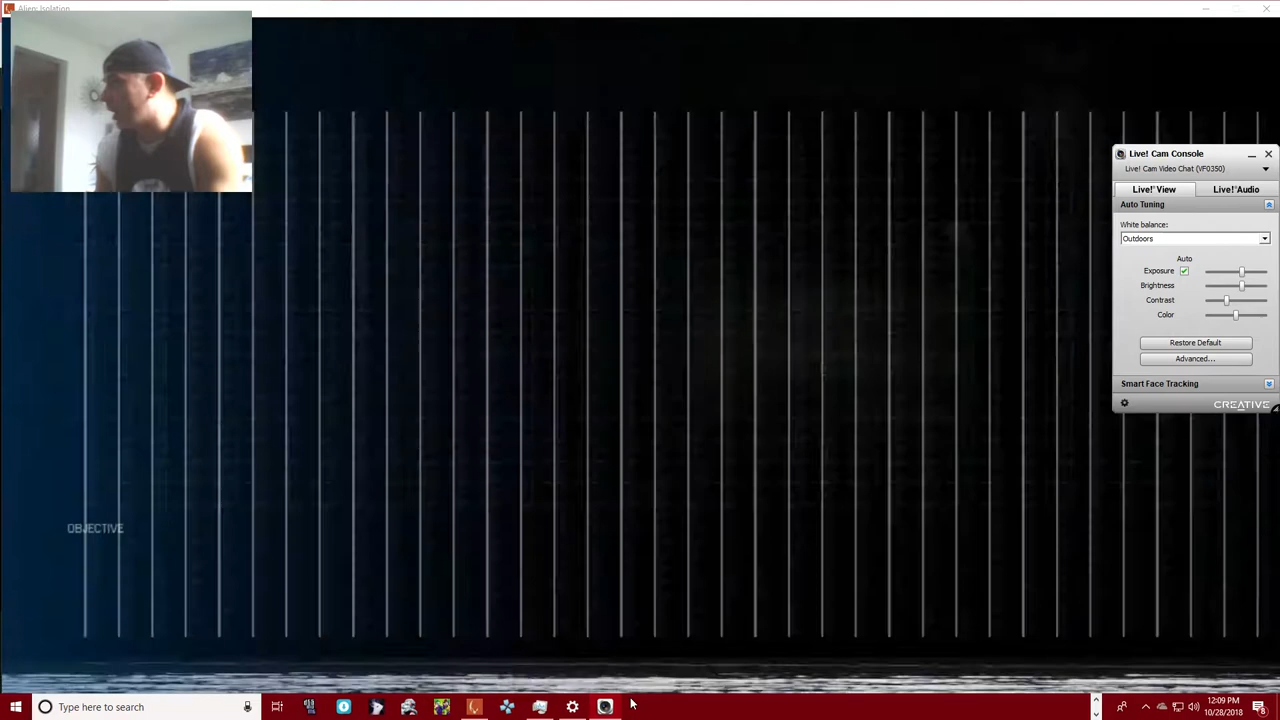 Alien: Isolation
Live! Cam Console
Live! Cam Video Chat (VF0350)
Live! View
Live! Audio
Auto Tuning
White balance:
Outdoors
Auto
Exposure
Brightness
Contrast
Color
Restore Default
Advanced...
Smart Face Tracking
CREATIVE
OBJECTIVE
Type here to search
12:09 PM
10/28/2018
8